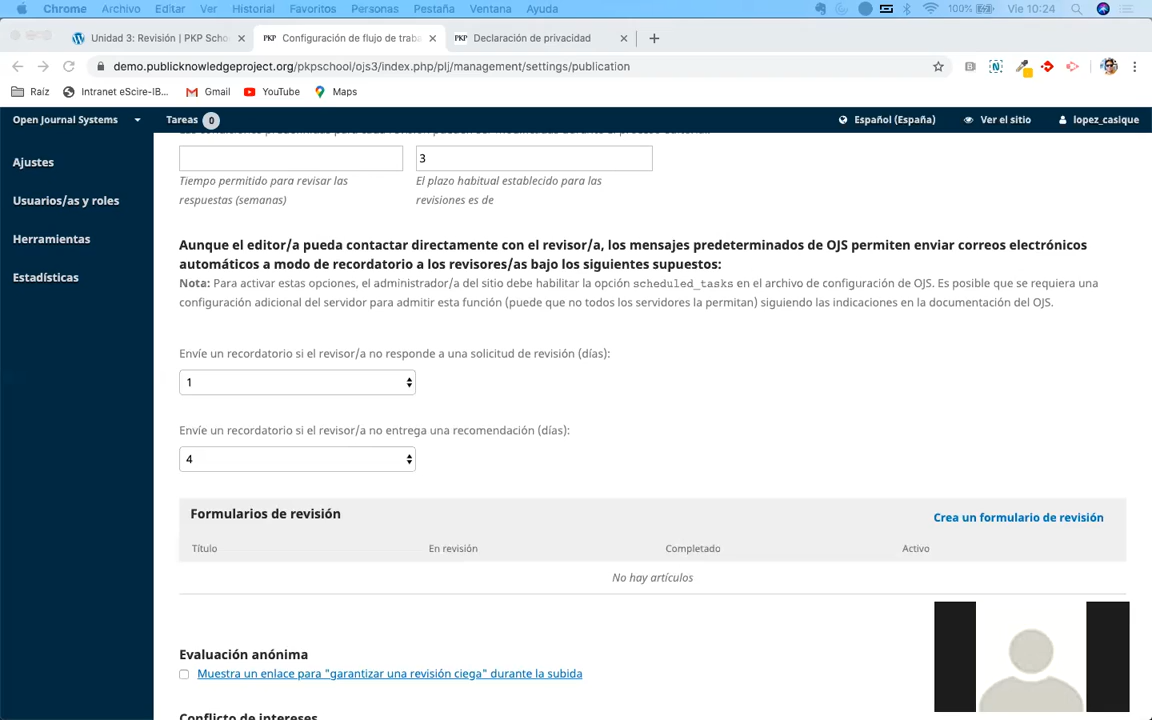 Chrome Archivo Editar Ver Historial Favoritos Personas Pestaña Ventana Ayuda 100% Vie 10:24
Unidad 3: Revisión | PKP Scho
PKP Configuración de flujo de traba
PKP Declaración de privacidad
demo.publicknowledgeproject.org/pkpschool/ojs3/index.php/plj/management/settings/publication
Raíz Intranet eScire-IB... Gmail YouTube Maps
Open Journal Systems Tareas 0 Español (España) Ver el sitio lopez_casique
Ajustes
Usuarios/as y roles
Herramientas
Estadísticas
3
Tiempo permitido para revisar las
respuestas (semanas)
El plazo habitual establecido para las
revisiones es de
Aunque el editor/a pueda contactar directamente con el revisor/a, los mensajes predeterminados de OJS permiten enviar correos electrónicos
automáticos a modo de recordatorio a los revisores/as bajo los siguientes supuestos:
Nota: Para activar estas opciones, el administrador/a del sitio debe habilitar la opción scheduled_tasks en el archivo de configuración de OJS. Es posible que se requiera una
configuración adicional del servidor para admitir esta función (puede que no todos los servidores la permitan) siguiendo las indicaciones en la documentación del OJS.
Envíe un recordatorio si el revisor/a no responde a una solicitud de revisión (días):
1
Envíe un recordatorio si el revisor/a no entrega una recomendación (días):
4
Formularios de revisión
Crea un formulario de revisión
Título En revisión Completado Activo
No hay artículos
Evaluación anónima
Muestra un enlace para "garantizar una revisión ciega" durante la subida
Conflicto de intereses